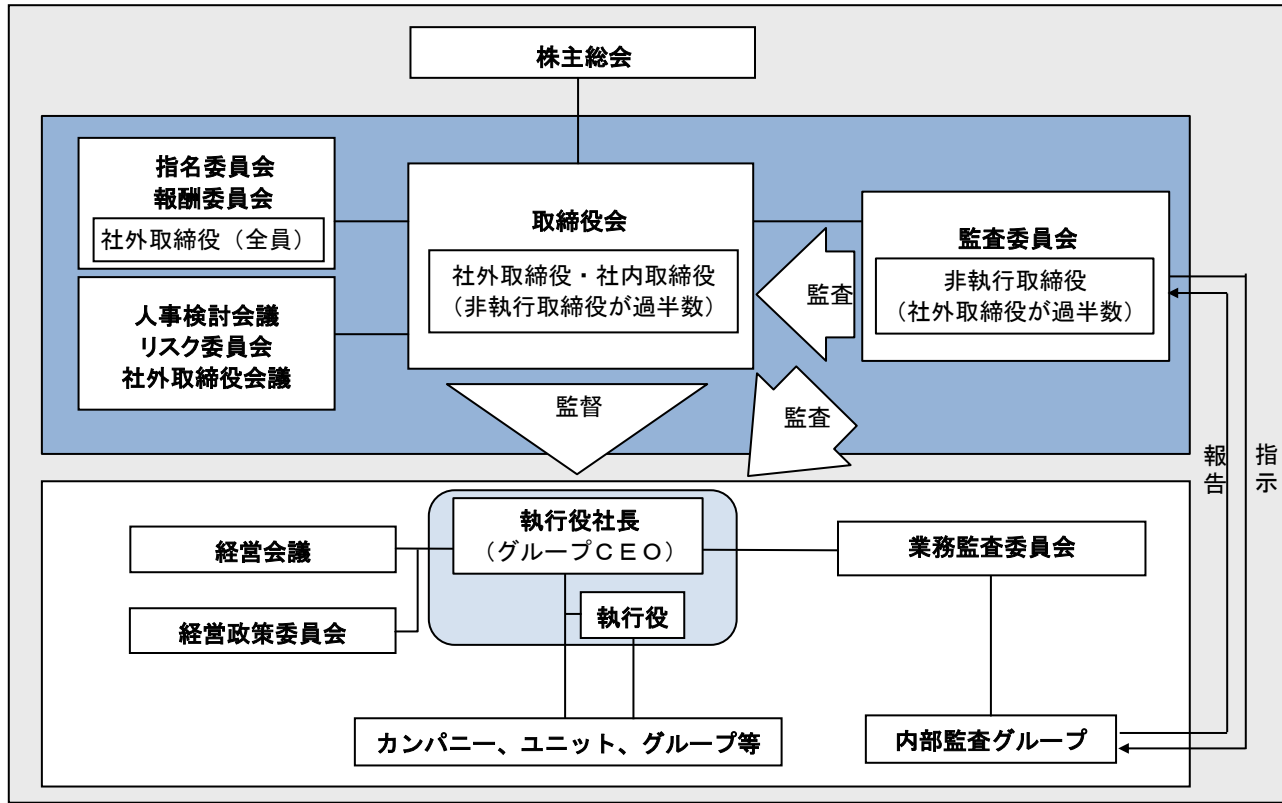 株主総会
指名委員会
報酬委員会
社外取締役（全員）
取締役会
社外取締役・社内取締役
（非執行取締役が過半数）
監査委員会
非執行取締役
（社外取締役が過半数）
監査
人事検討会議
リスク委員会
社外取締役会議
監督
監査
報告
指示
執行役社長
（グループＣＥＯ）
経営会議
業務監査委員会
執行役
経営政策委員会
カンパニー、ユニット、グループ等
内部監査グループ